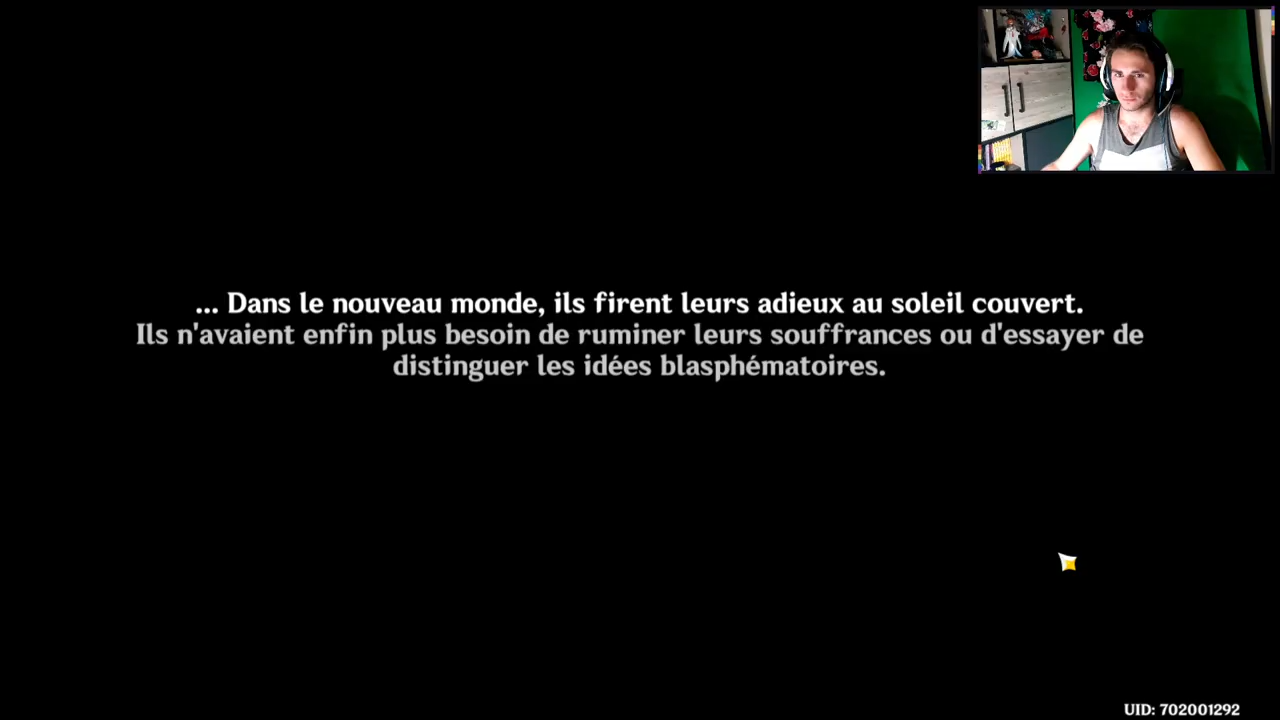 ... Dans le nouveau monde, ils firent leurs adieux au soleil couvert.
Ils n'avaient enfin plus besoin de ruminer leurs souffrances ou d'essayer de
distinguer les idées blasphématoires.
UID: 702001292